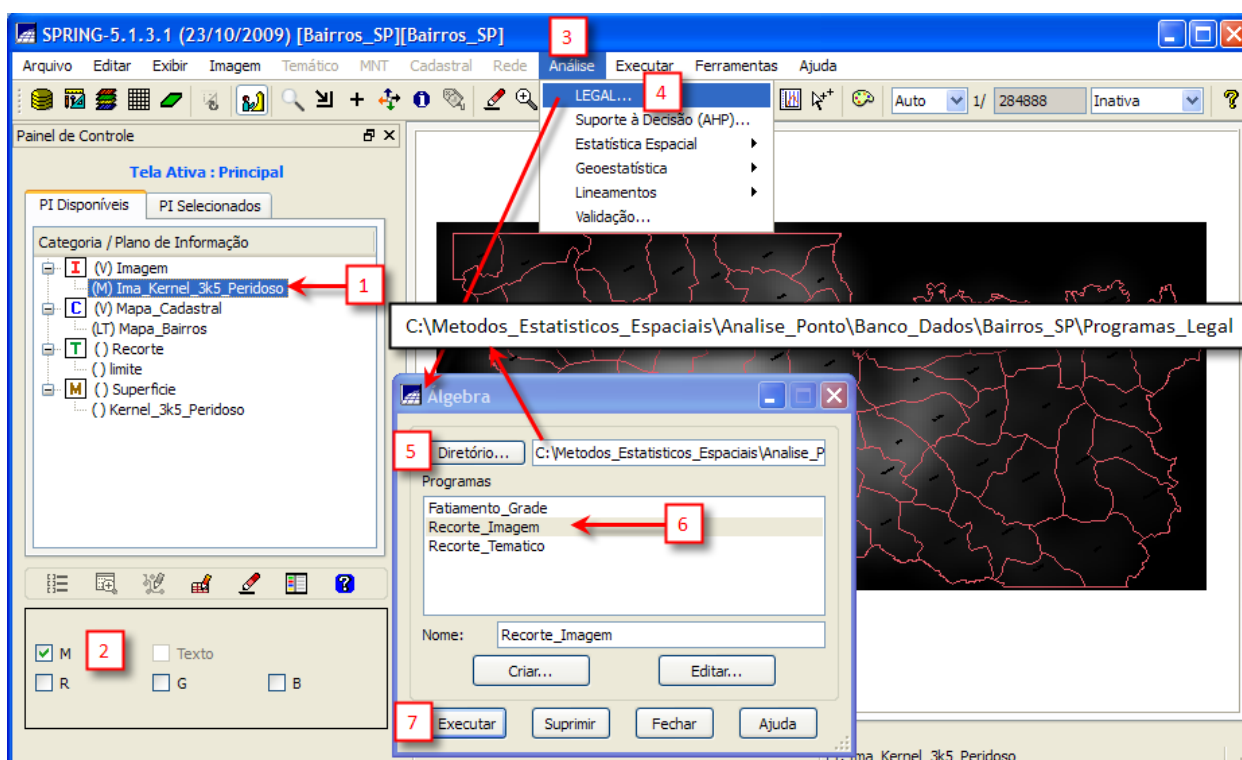 SPRING-5.1.3.1 (23/10/2009) [Bairros_SP][Bairros_SP]
3
Arquivo Editar Exibir Imagem Temático MNT Cadastral Rede Análise Executar Ferramentas Ajuda
LEGAL...
4
Auto 1/ 284888 Inativa
Suporte à Decisão (AHP)...
Estatística Espacial
Geoestatística
Lineamentos
Validação...
Painel de Controle
Tela Ativa : Principal
PI Disponíveis PI Selecionados
Categoria / Plano de Informação
I (V) Imagem
(M) Ima_Kernel_3k5_Peridoso
1
C (V) Mapa_Cadastral
(LT) Mapa_Bairros
T () Recorte
() limite
M () Superficie
() Kernel_3k5_Peridoso
C:\Metodos_Estatisticos_Espaciais\Analise_Ponto\Banco_Dados\Bairros_SP\Programas_Legal
Álgebra
5
Diretório... C:\Metodos_Estatisticos_Espaciais\Analise_P
Programas
Fatiamento_Grade
Recorte_Imagem
6
Recorte_Tematico
Nome: Recorte_Imagem
Criar... Editar...
7
Executar Suprimir Fechar Ajuda
M
2
Texto
R G B
Ima_Kernel_3k5_Peridoso